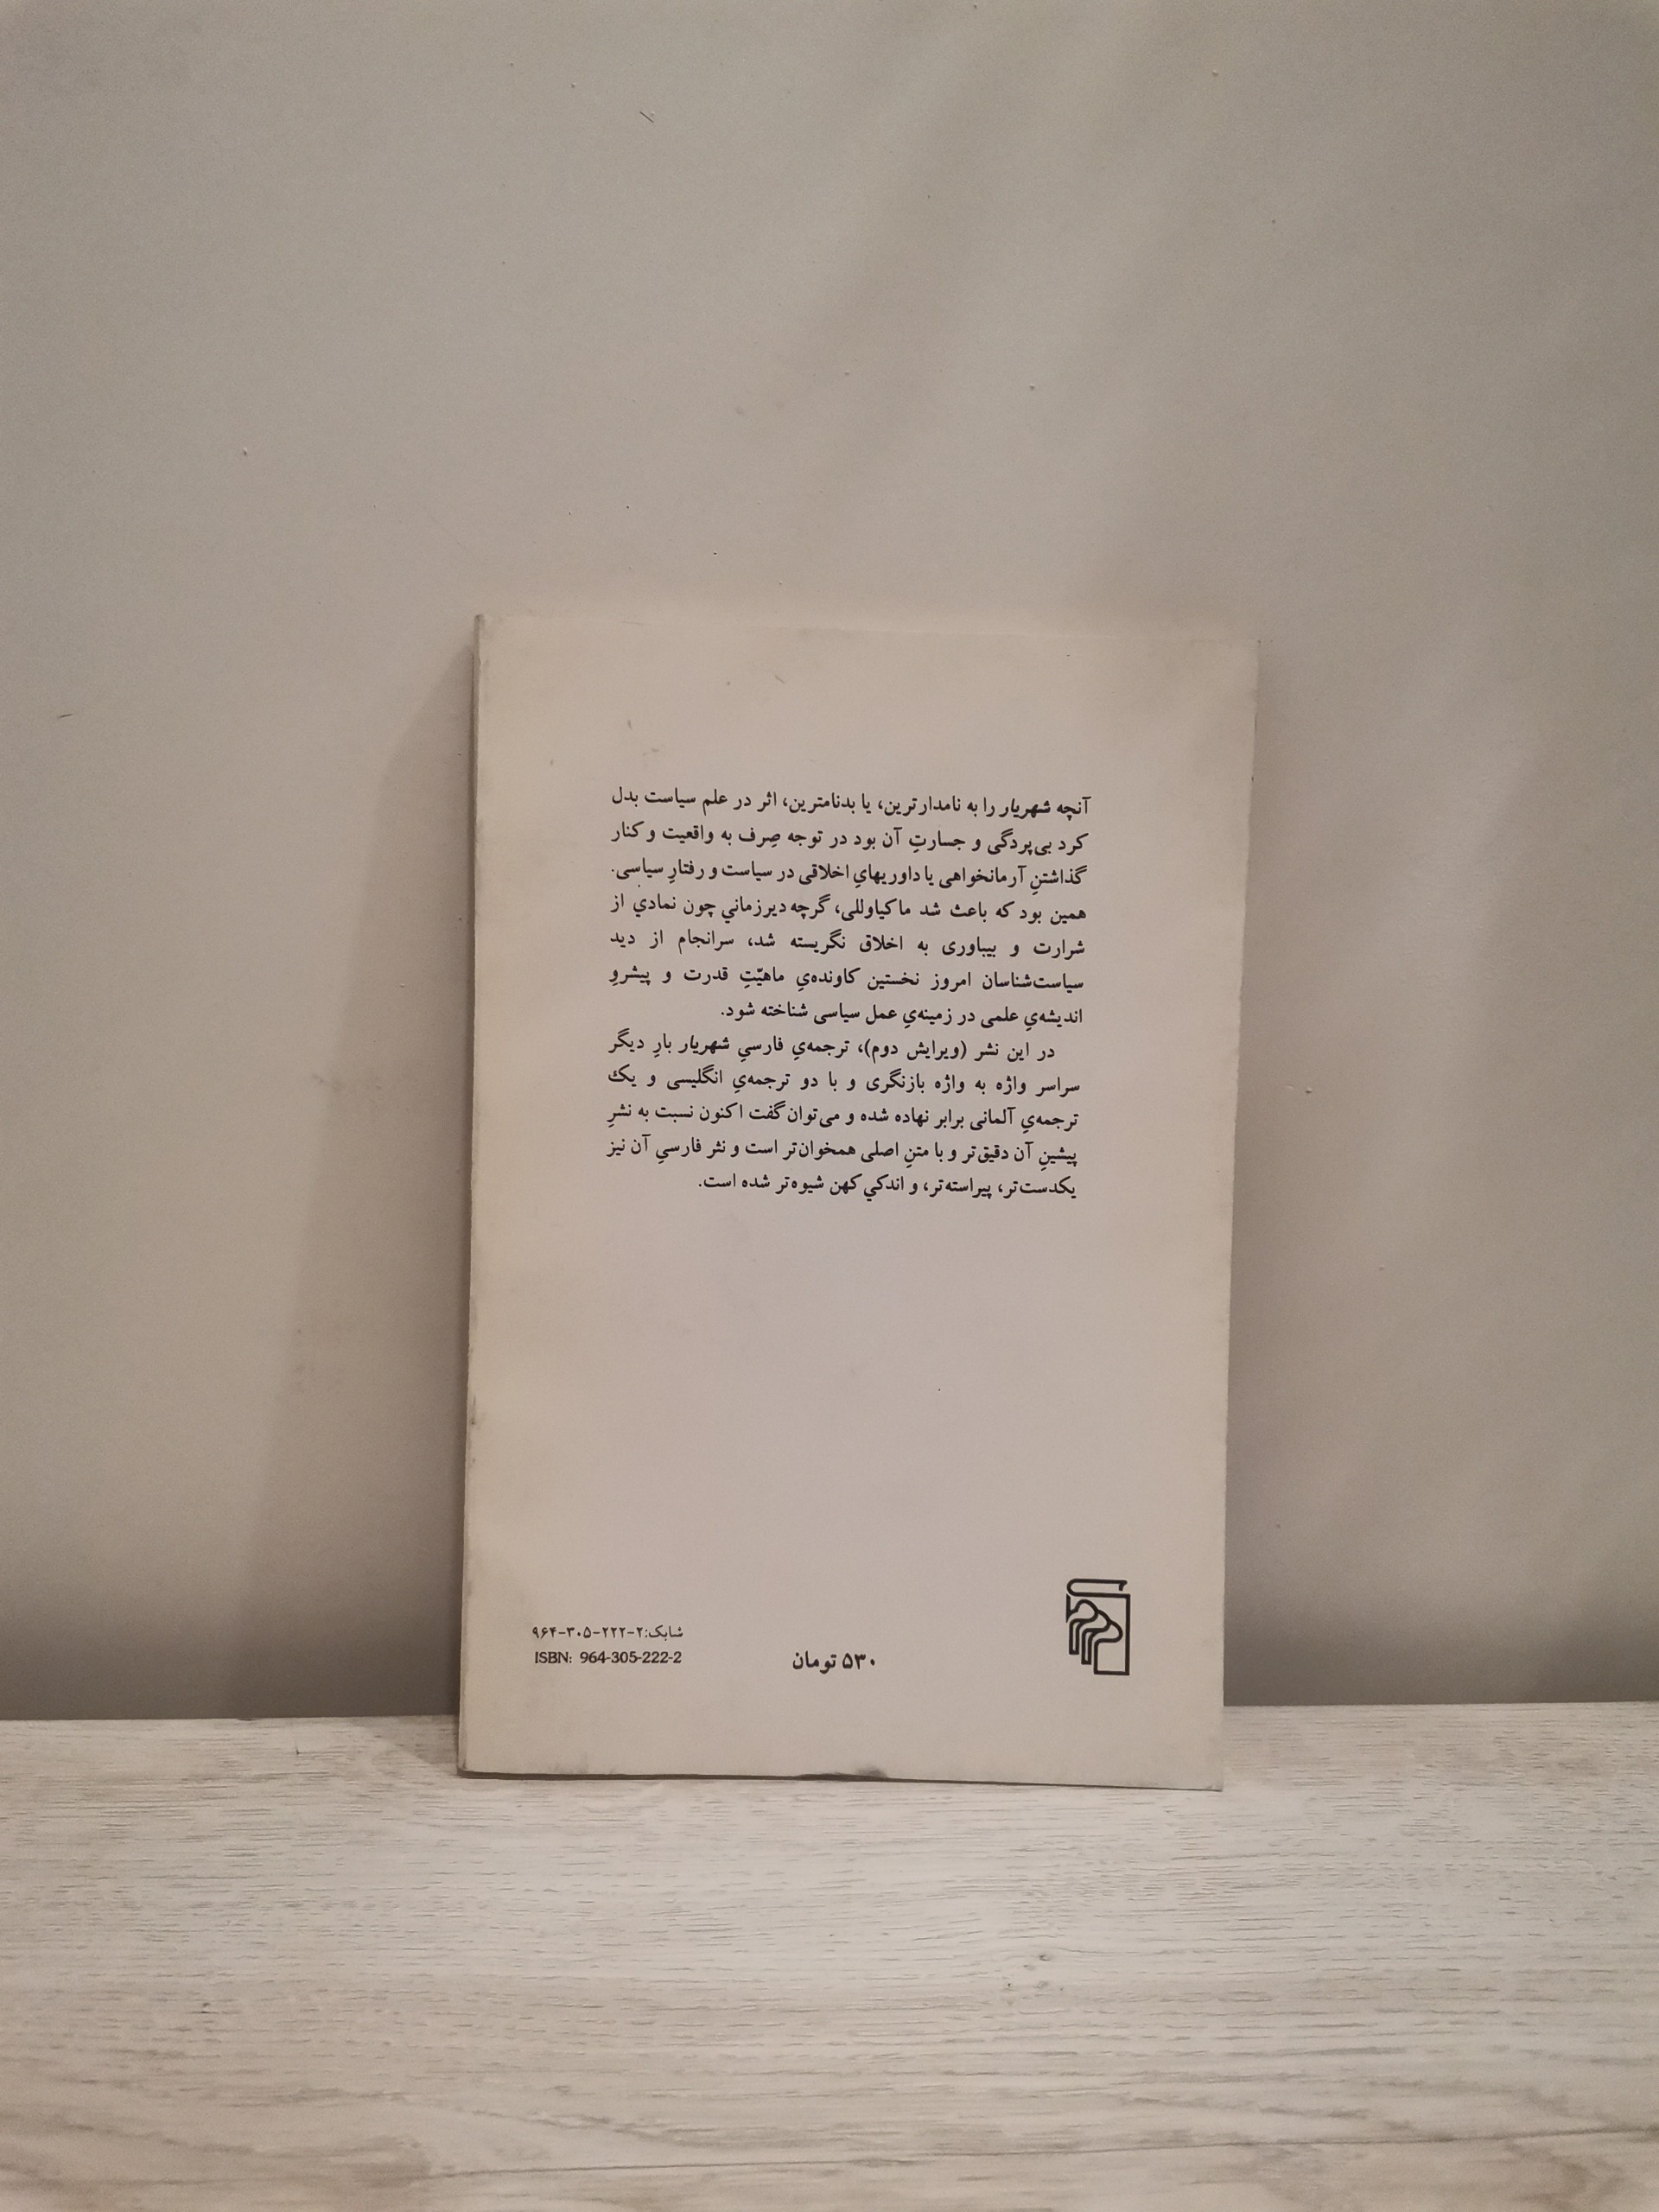 آنچه شهریار را به نامدارترین، یا بدنامترین، اثر در علم سیاست بدل
کرد بی‌پردگی و جسارتِ آن بود در توجه صِرف به واقعیت و کنار
گذاشتنِ آرمانخواهی یا داوریهایِ اخلاقی در سیاست و رفتارِ سیاسی.
همین بود که باعث شد ماکیاوللی، گرچه دیرزماني چون نمادي از
شرارت و بیباوری به اخلاق نگریسته شد، سرانجام از دید
سیاست‌شناسان امروز نخستین کاونده‌يِ ماهیّتِ قدرت و پیشروِ
اندیشه‌يِ علمی در زمینه‌يِ عمل سیاسی شناخته شود.
در این نشر (ویرایش دوم)، ترجمه‌يِ فارسیِ شهریار بارِ دیگر
سراسر واژه به واژه بازنگری و با دو ترجمه‌يِ انگلیسی و یک
ترجمه‌يِ آلمانی برابر نهاده شده و می‌توان گفت اکنون نسبت به نشرِ
پیشینِ آن دقیق‌تر و با متنِ اصلی همخوان‌تر است و نثر فارسیِ آن نیز
یکدست‌تر، پیراسته‌تر، و اندکي کهن شیوه‌تر شده است.
شابک: ۲-۲۲۲-۳۰۵-۹۶۴
ISBN: 964-305-222-2
۵۳۰ تومان